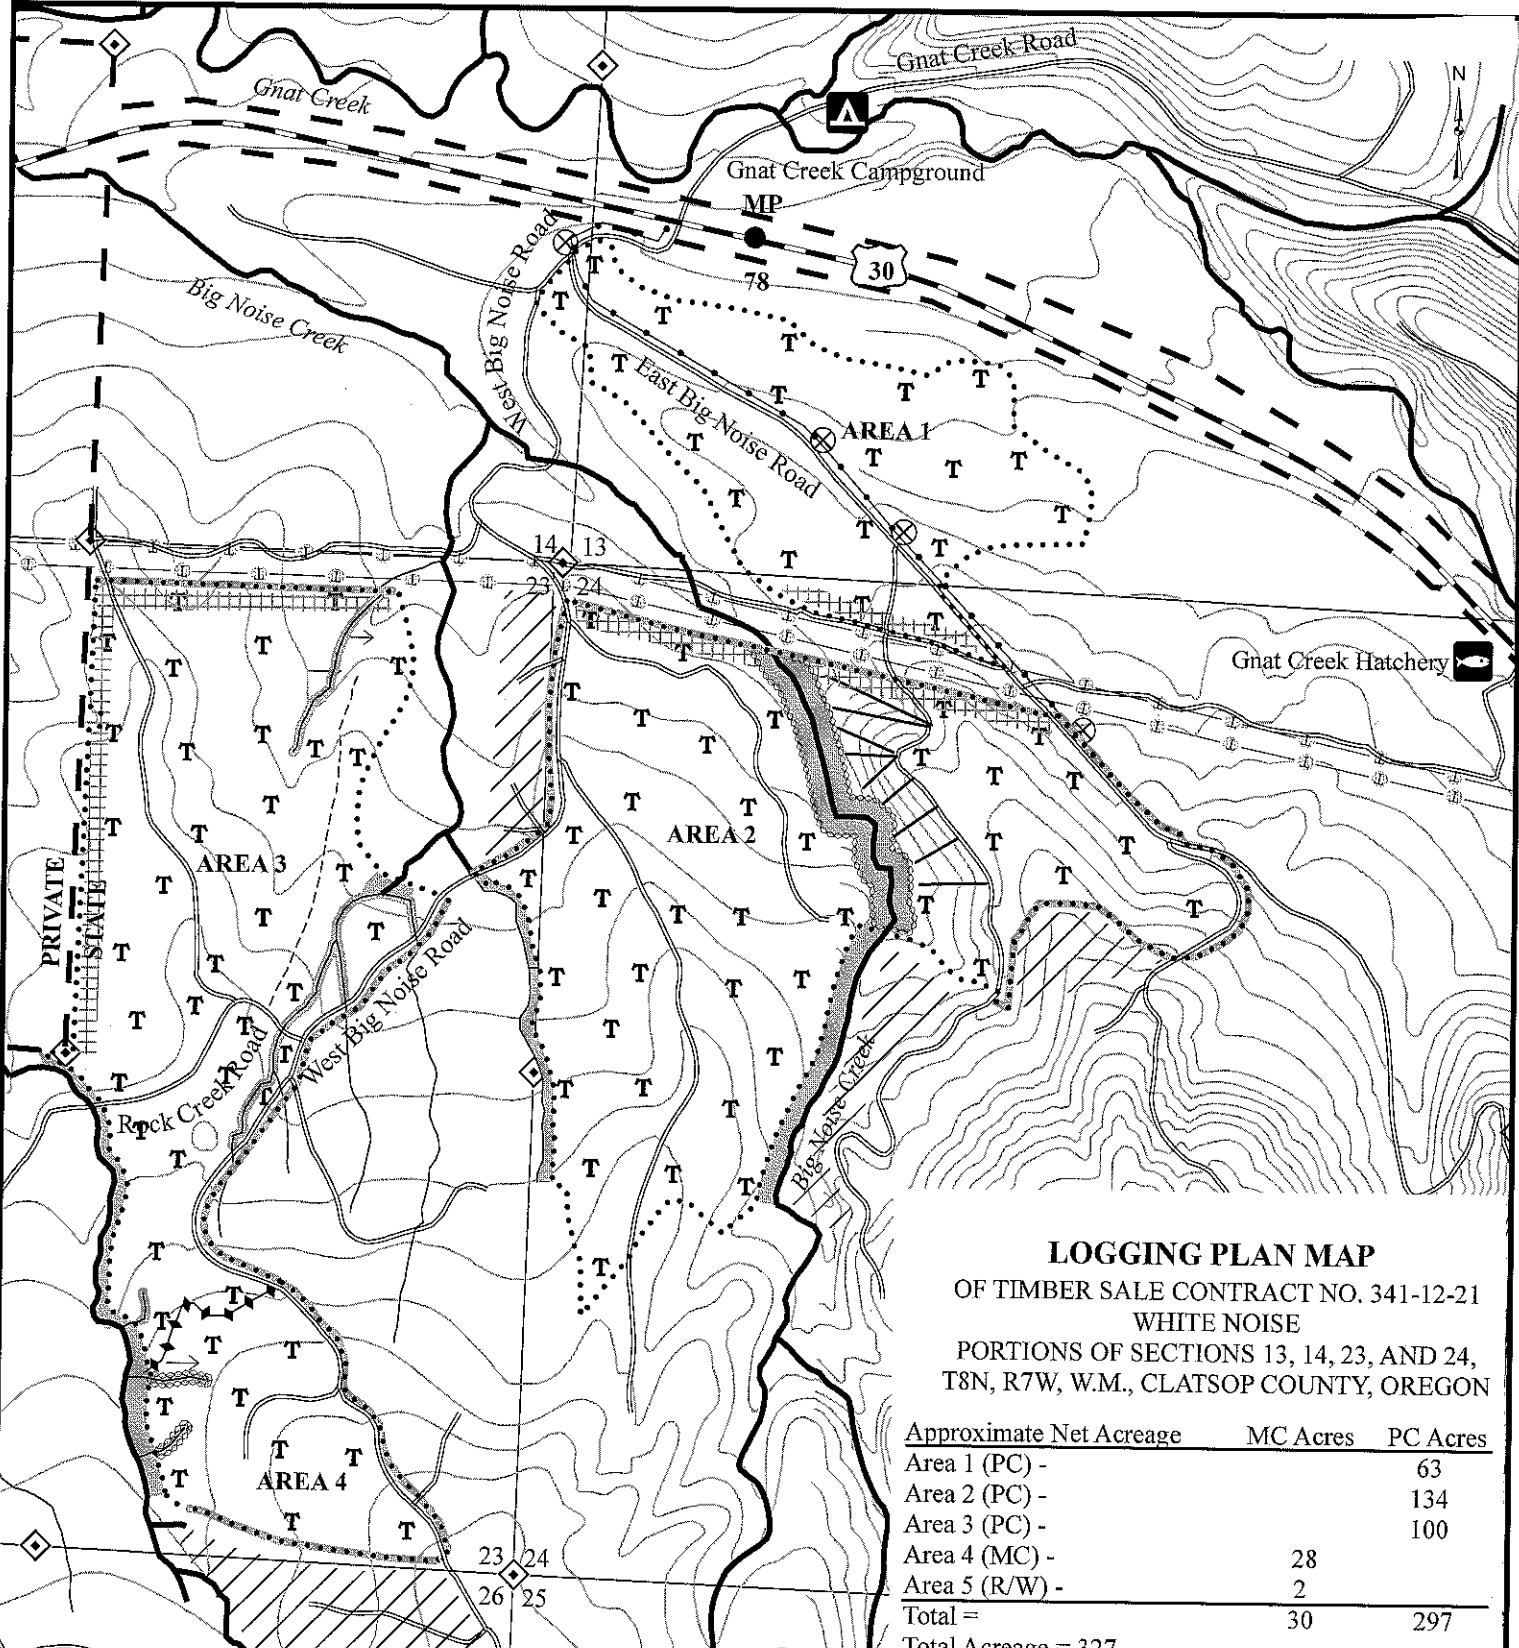 Gnat Creek Road
N
Gnat Creek
Gnat Creek Campground
MP
78
30
West Big Noise Road
Big Noise Creek
East Big Noise Road
AREA 1
14 13
23 24
Gnat Creek Hatchery
AREA 2
AREA 3
PRIVATE
STATE
West Big Noise Road
Rock Creek Road
Big Noise Creek
AREA 4
23 24
26 25
LOGGING PLAN MAP
OF TIMBER SALE CONTRACT NO. 341-12-21
WHITE NOISE
PORTIONS OF SECTIONS 13, 14, 23, AND 24,
T8N, R7W, W.M., CLATSOP COUNTY, OREGON
Approximate Net Acreage MC Acres PC Acres
Area 1 (PC) - 63
Area 2 (PC) - 134
Area 3 (PC) - 100
Area 4 (MC) - 28
Area 5 (R/W) - 2
Total = 30 297
Total Acreage = 327